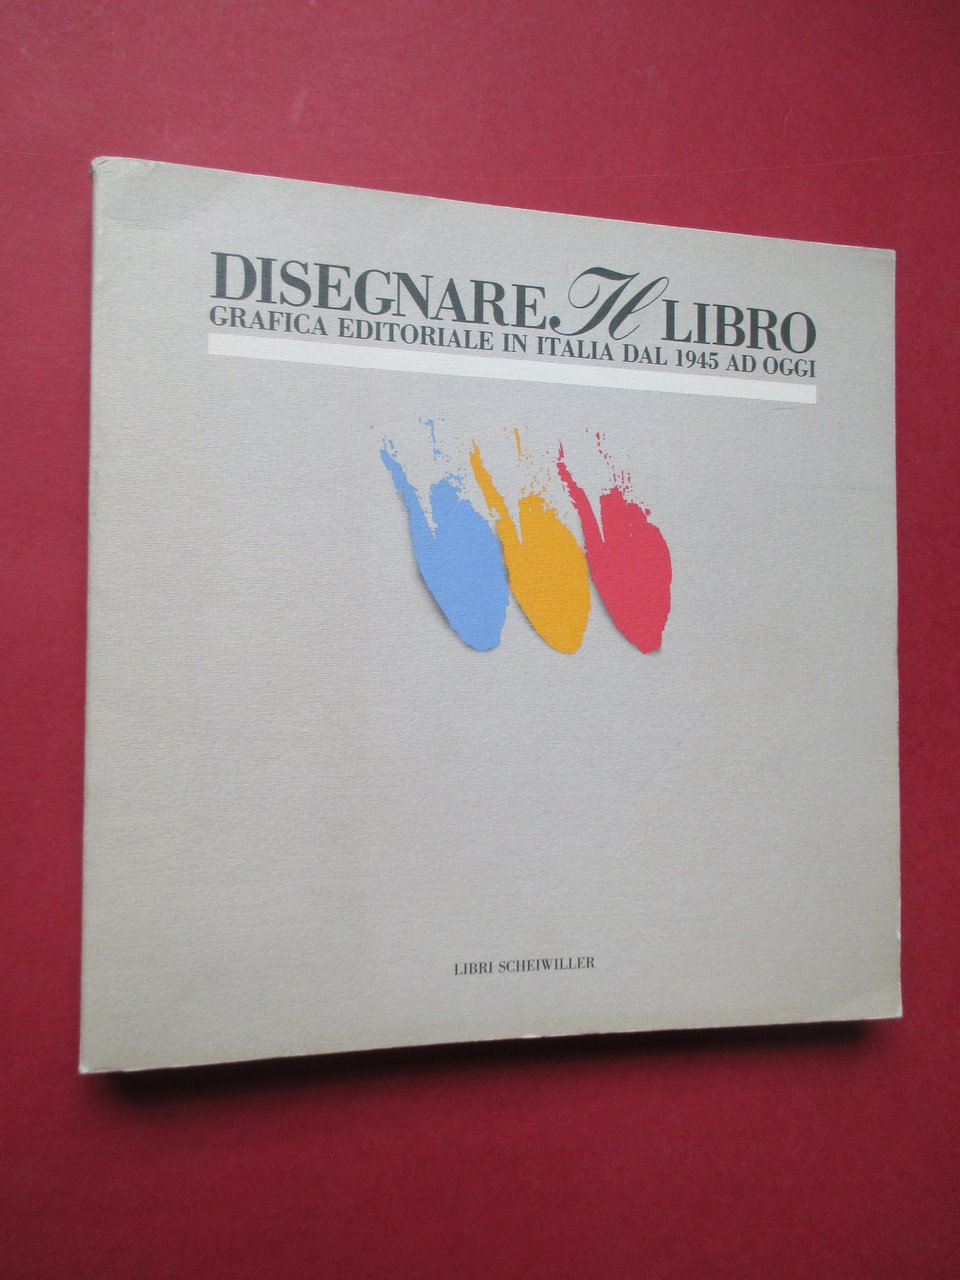 DISEGNARE Il LIBRO
GRAFICA EDITORIALE IN ITALIA DAL 1945 AD OGGI
LIBRI SCHEIWILLER